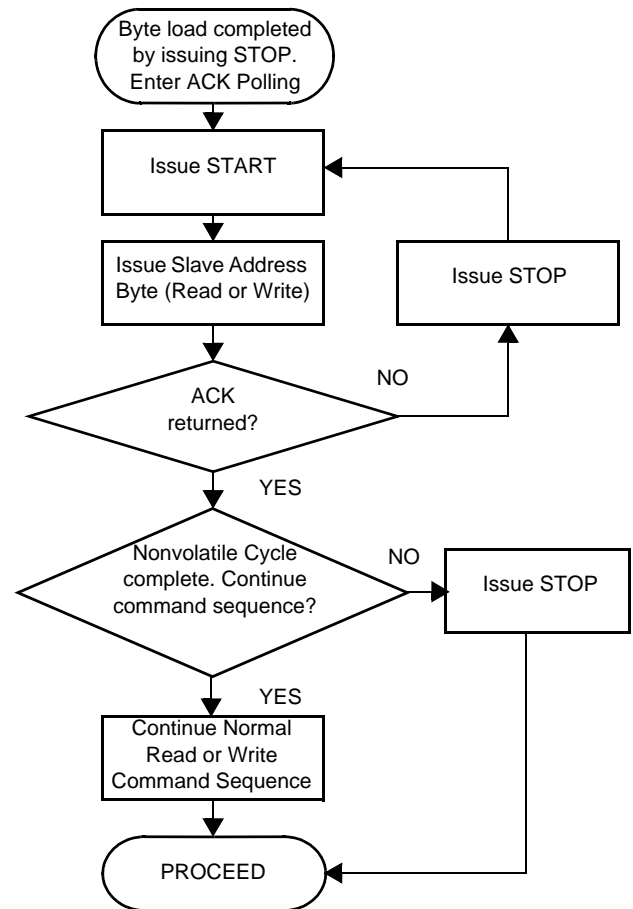 Byte load completed
by issuing STOP.
Enter ACK Polling
Issue START
Issue Slave Address
Byte (Read or Write)
Issue STOP
ACK
returned?
NO
YES
Nonvolatile Cycle
complete. Continue
command sequence?
NO
Issue STOP
YES
Continue Normal
Read or Write
Command Sequence
PROCEED